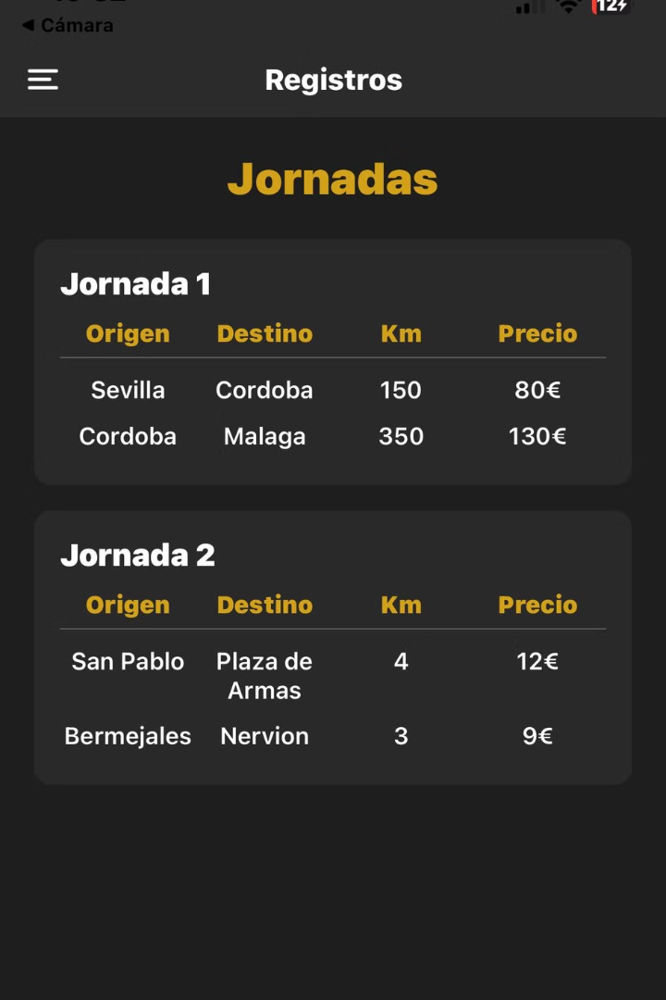 ◀ Cámara
12
Registros
Jornadas
Jornada 1
Origen Destino Km Precio
Sevilla Cordoba 150 80€
Cordoba Malaga 350 130€
Jornada 2
Origen Destino Km Precio
San Pablo Plaza de Armas 4 12€
Bermejales Nervion 3 9€